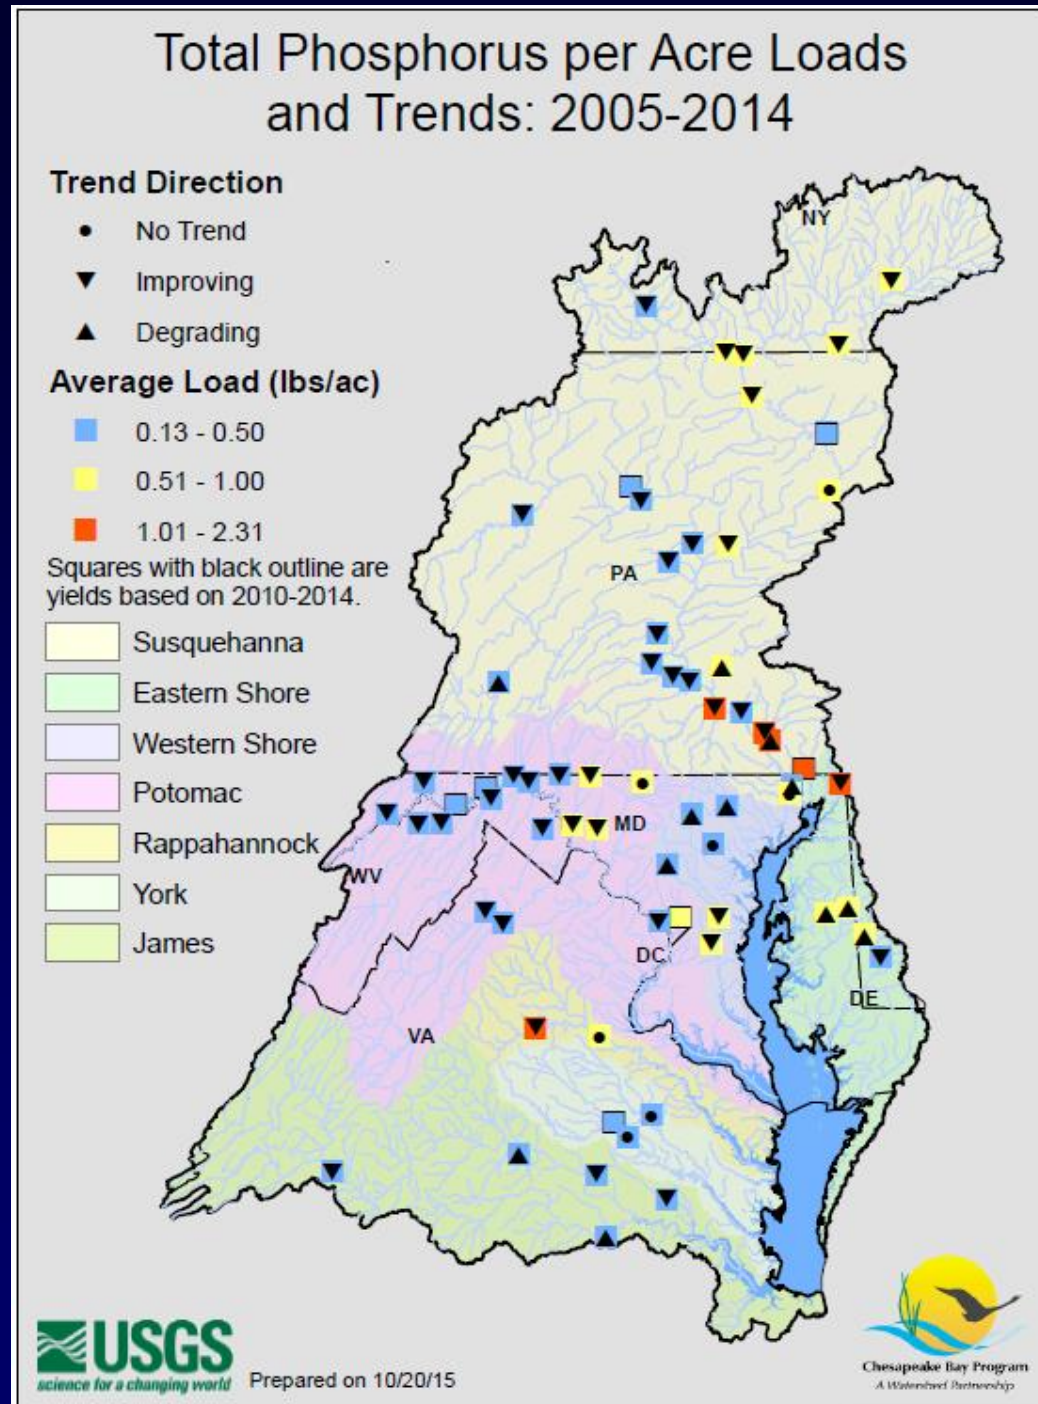 Total Phosphorus per Acre Loads
and Trends: 2005-2014
Trend Direction
No Trend
Improving
Degrading
Average Load (lbs/ac)
0.13 - 0.50
0.51 - 1.00
1.01 - 2.31
Squares with black outline are
yields based on 2010-2014.
Susquehanna
Eastern Shore
Western Shore
Potomac
Rappahannock
York
James
NY
PA
MD
WV
DC
DE
VA
USGS
science for a changing world
Prepared on 10/20/15
Chesapeake Bay Program
A Watershed Partnership